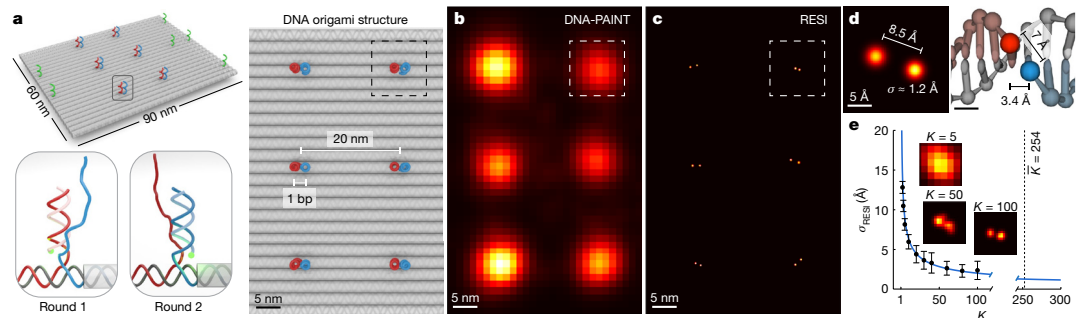 a
60 nm
90 nm
Round 1
Round 2
DNA origami structure
20 nm
1 bp
5 nm
b
DNA-PAINT
5 nm
c
RESI
5 nm
d
8.5 Å
5 Å
σ ≈ 1.2 Å
7 Å
3.4 Å
e
σRESI (Å)
20
15
10
5
0
K = 5
K = 50
K = 100
K̅ = 254
1
50
100
250
300
K